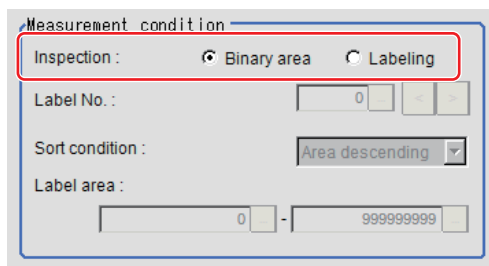 Measurement condition
Inspection : Binary area Labeling
Label No. : 0 ... < >
Sort condition : Area descending
Label area :
0 ... - 999999999 ...